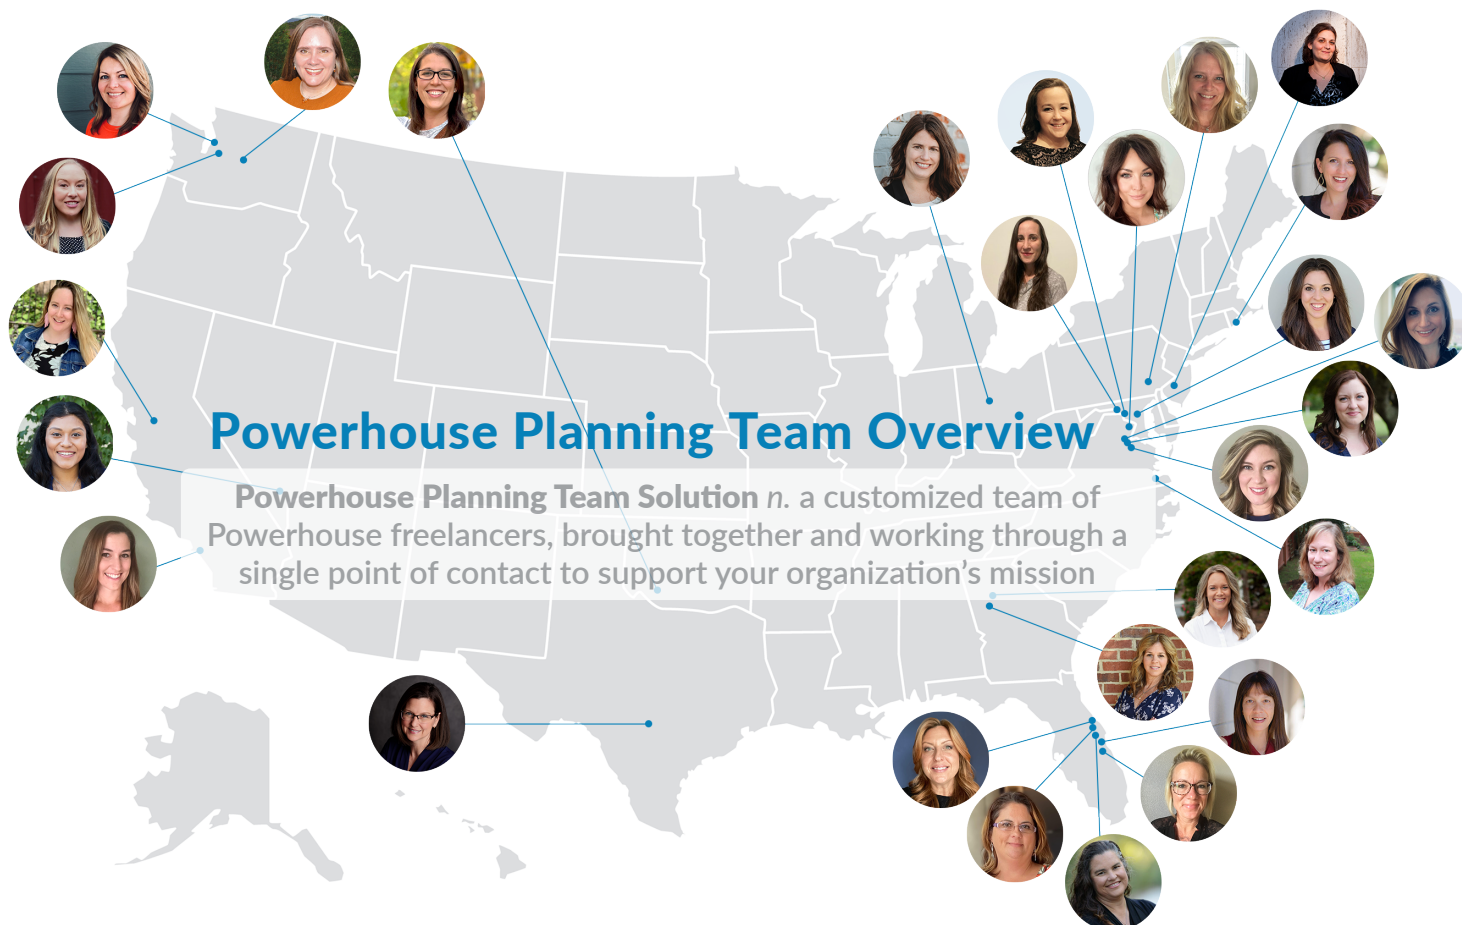 Powerhouse Planning Team Overview
Powerhouse Planning Team Solution n. a customized team of
Powerhouse freelancers, brought together and working through a
single point of contact to support your organization’s mission